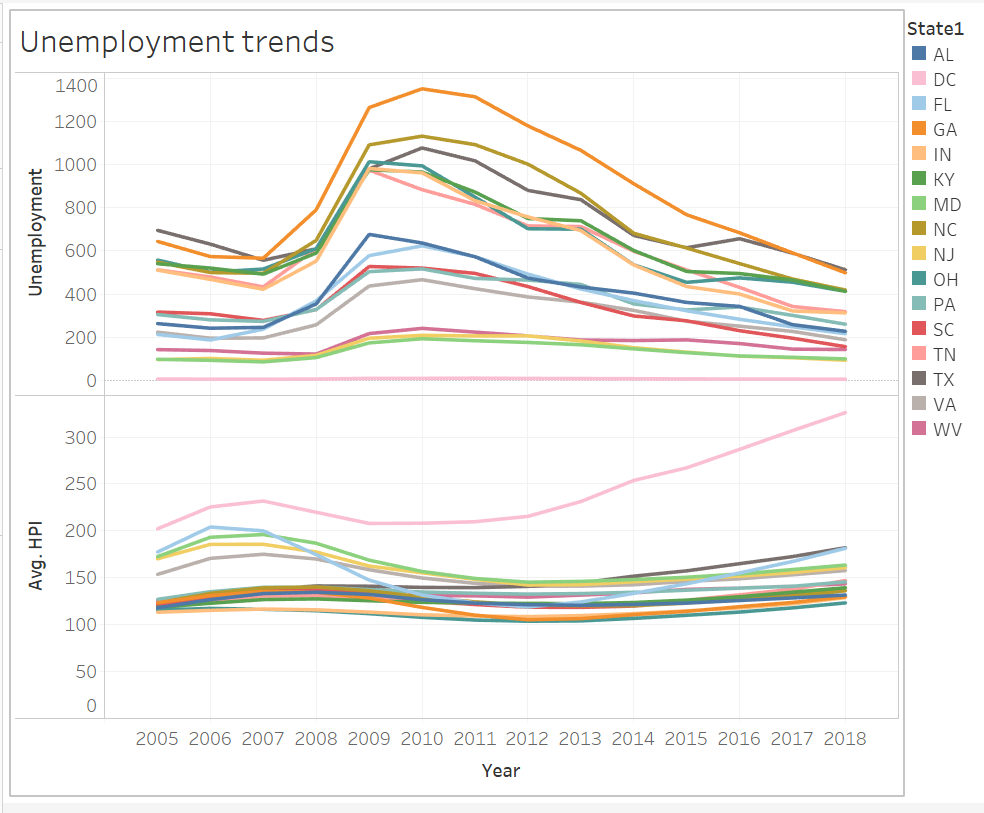 Unemployment trends
State1
AL
DC
FL
GA
IN
KY
MD
NC
NJ
OH
PA
SC
TN
TX
VA
WV
Unemployment
1400
1200
1000
800
600
400
200
0
Avg. HPI
300
250
200
150
100
50
0
2005 2006 2007 2008 2009 2010 2011 2012 2013 2014 2015 2016 2017 2018
Year